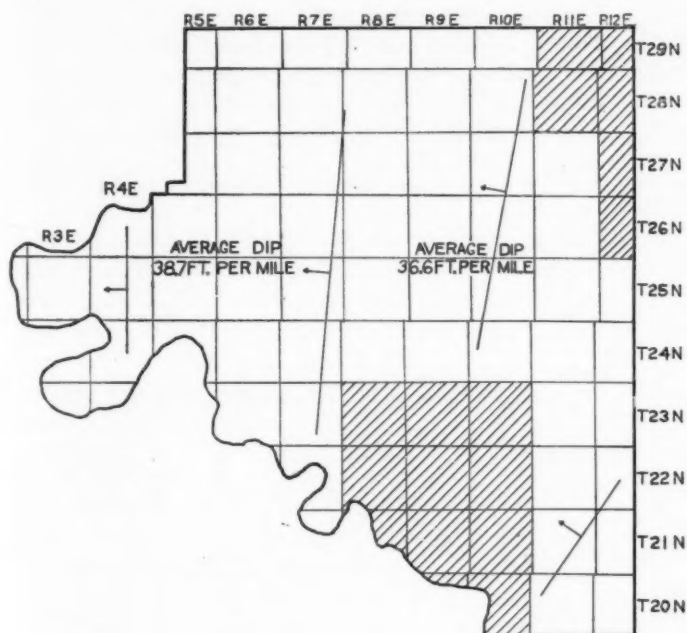 R5E R6E R7E R8E R9E R10E R11E R12E
T29N
T28N
T27N
R4E
R3E
T26N
AVERAGE DIP
38.7FT. PER MILE
AVERAGE DIP
36.6FT. PER MILE
T25N
T24N
T23N
T22N
T21N
T20N